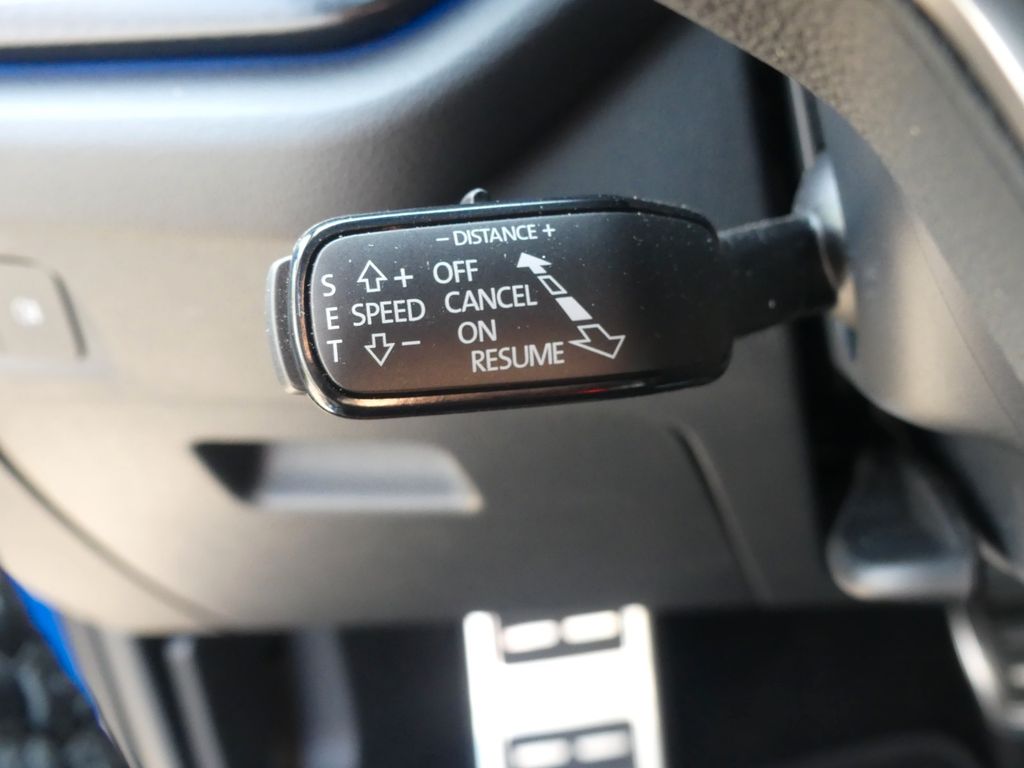 - DISTANCE +
S + OFF
E SPEED CANCEL
T - ON
RESUME